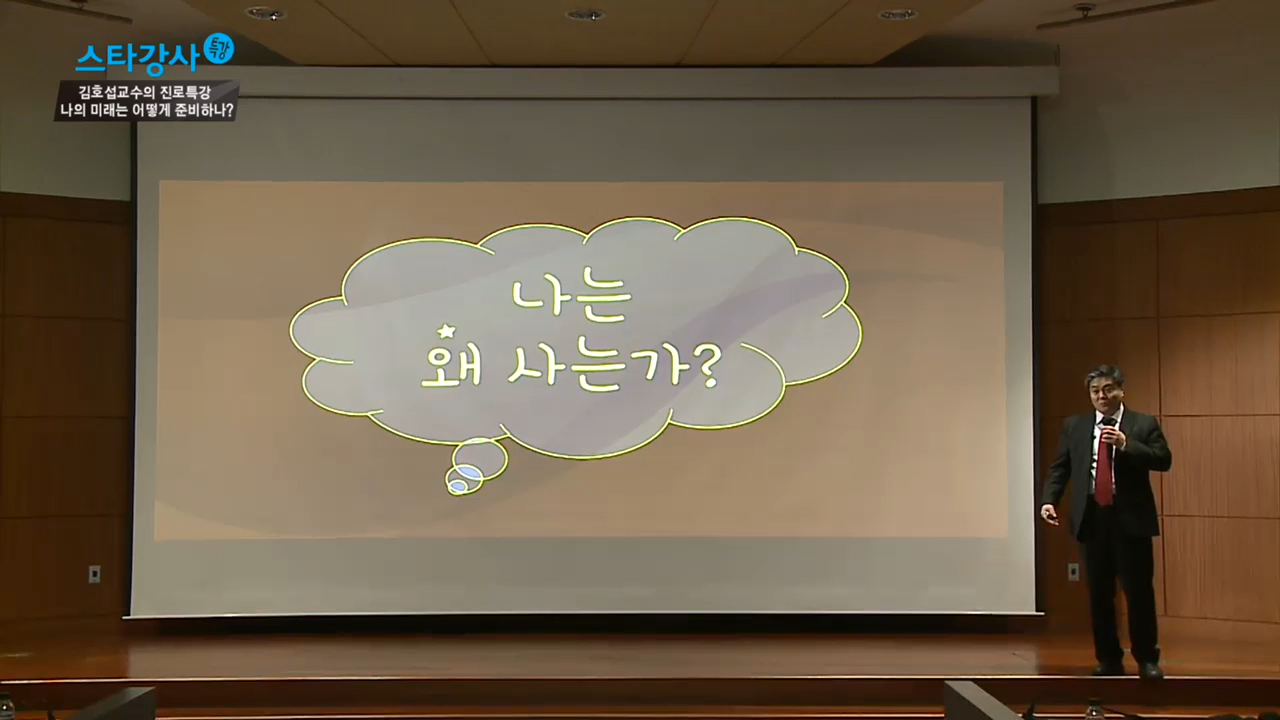 스타강사 특강
김호섭교수의 진로특강
나의 미래는 어떻게 준비하나?
나는
왜 사는가?